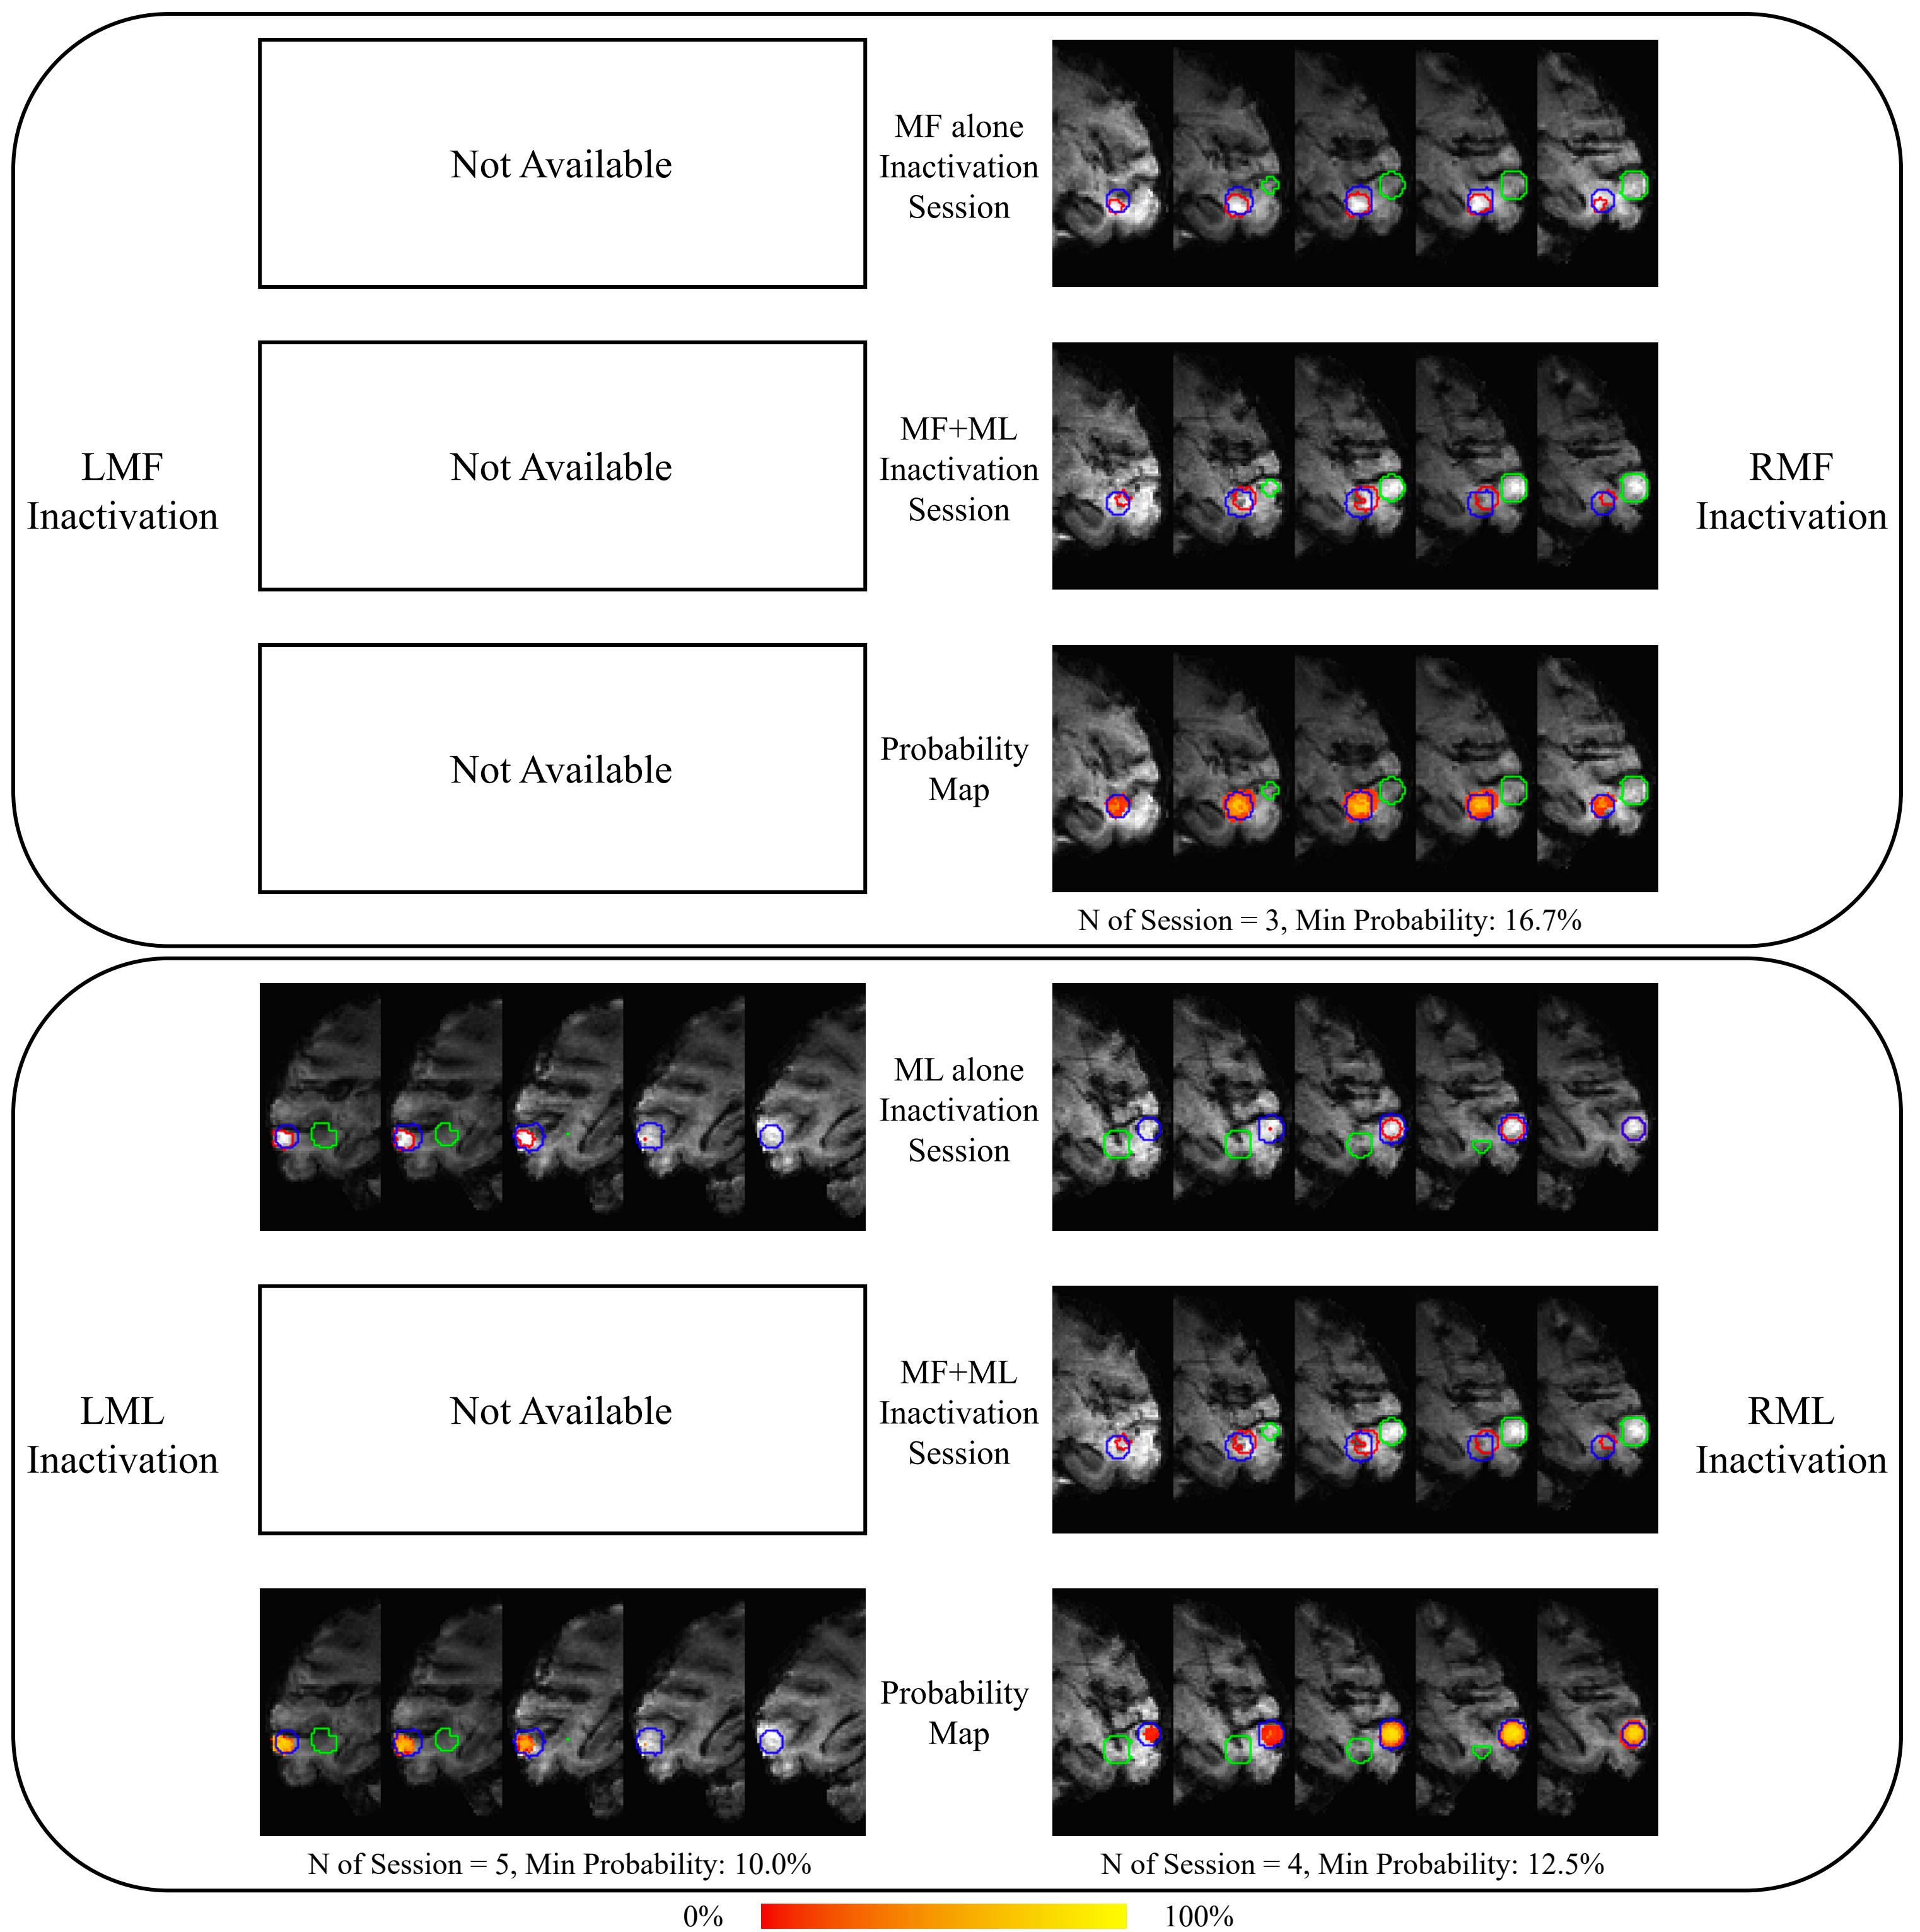 Not Available
MF alone
Inactivation
Session
LMF
Inactivation
Not Available
MF+ML
Inactivation
Session
RMF
Inactivation
Not Available
Probability
Map
N of Session = 3, Min Probability: 16.7%
ML alone
Inactivation
Session
LML
Inactivation
Not Available
MF+ML
Inactivation
Session
RML
Inactivation
Probability
Map
N of Session = 5, Min Probability: 10.0%
N of Session = 4, Min Probability: 12.5%
0%
100%